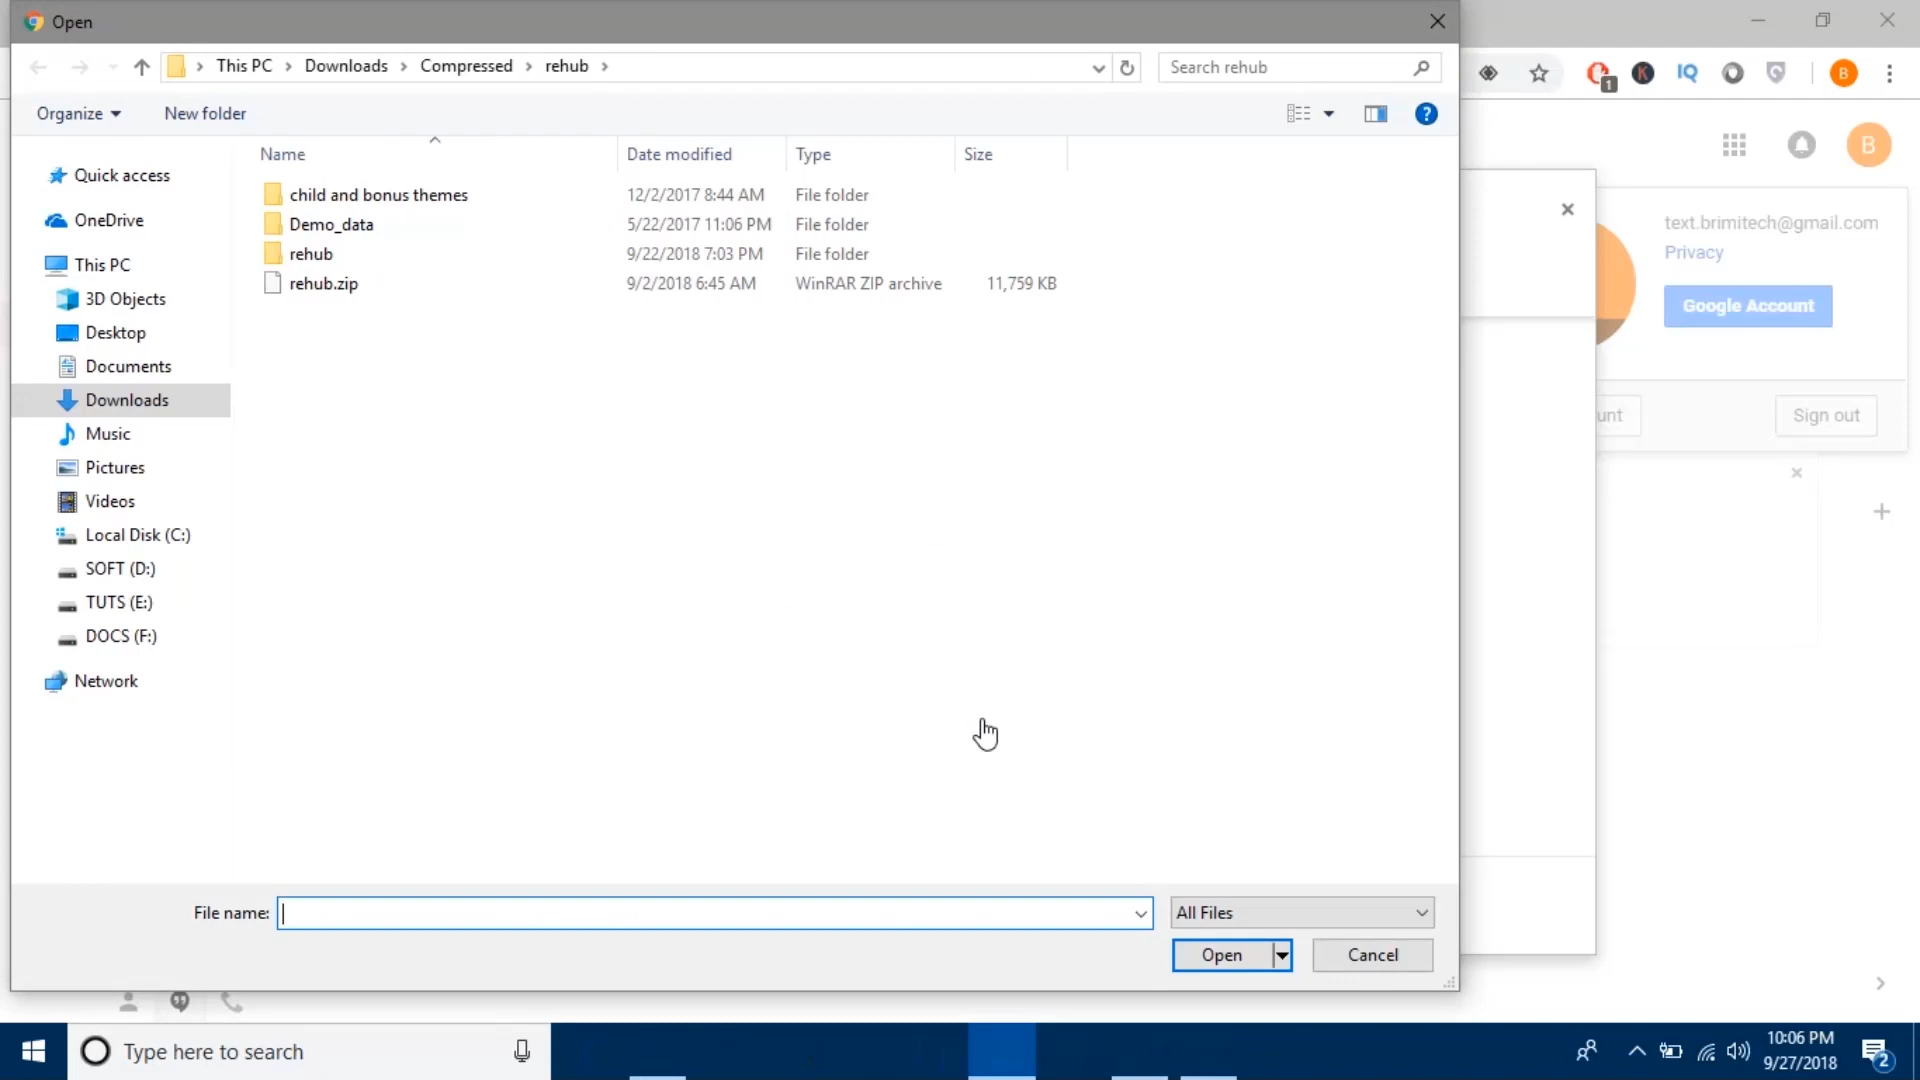 Open
This PC > Downloads > Compressed > rehub >
Search rehub
IQ
1
K
B
Organize
New folder
?
Name
Date modified
Type
Size
Quick access
OneDrive
This PC
3D Objects
Desktop
Documents
Downloads
Music
Pictures
Videos
Local Disk (C:)
SOFT (D:)
TUTS (E:)
DOCS (F:)
Network
child and bonus themes 12/2/2017 8:44 AM File folder
Demo_data 5/22/2017 11:06 PM File folder
rehub 9/22/2018 7:03 PM File folder
rehub.zip 9/2/2018 6:45 AM WinRAR ZIP archive 11,759 KB
B
text.brimitech@gmail.com
Privacy
Google Account
unt
Sign out
File name:
All Files
Open
Cancel
Type here to search
10:06 PM
9/27/2018
2